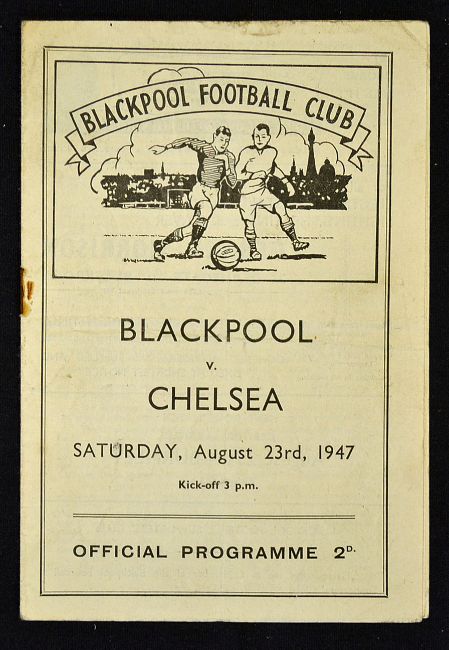 BLACKPOOL FOOTBALL CLUB
BLACKPOOL
v.
CHELSEA
SATURDAY, August 23rd, 1947
Kick-off 3 p.m.
OFFICIAL PROGRAMME 2D.